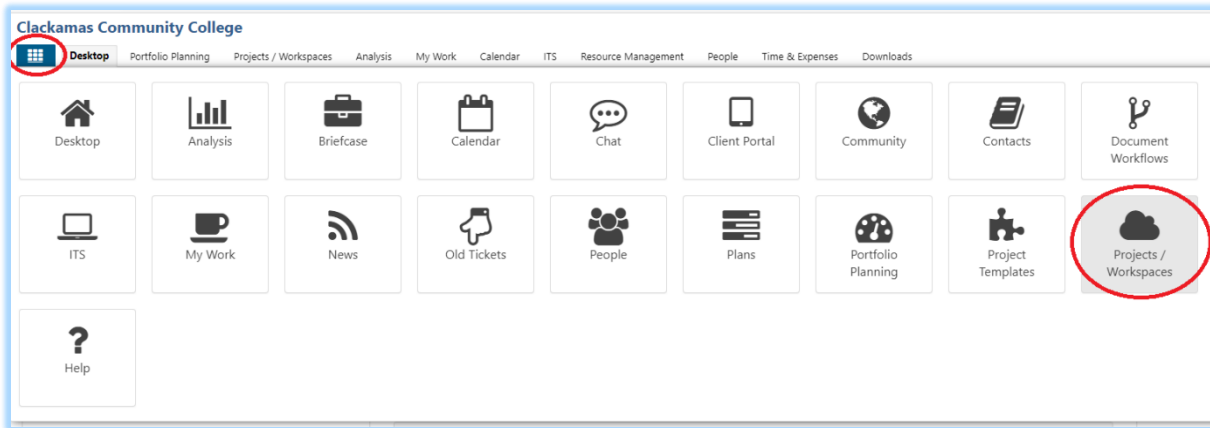 Clackamas Community College
Desktop Portfolio Planning Projects / Workspaces Analysis My Work Calendar ITS Resource Management People Time & Expenses Downloads
Desktop
Analysis
Briefcase
Calendar
Chat
Client Portal
Community
Contacts
Document
Workflows
ITS
My Work
News
Old Tickets
People
Plans
Portfolio
Planning
Project
Templates
Projects /
Workspaces
Help